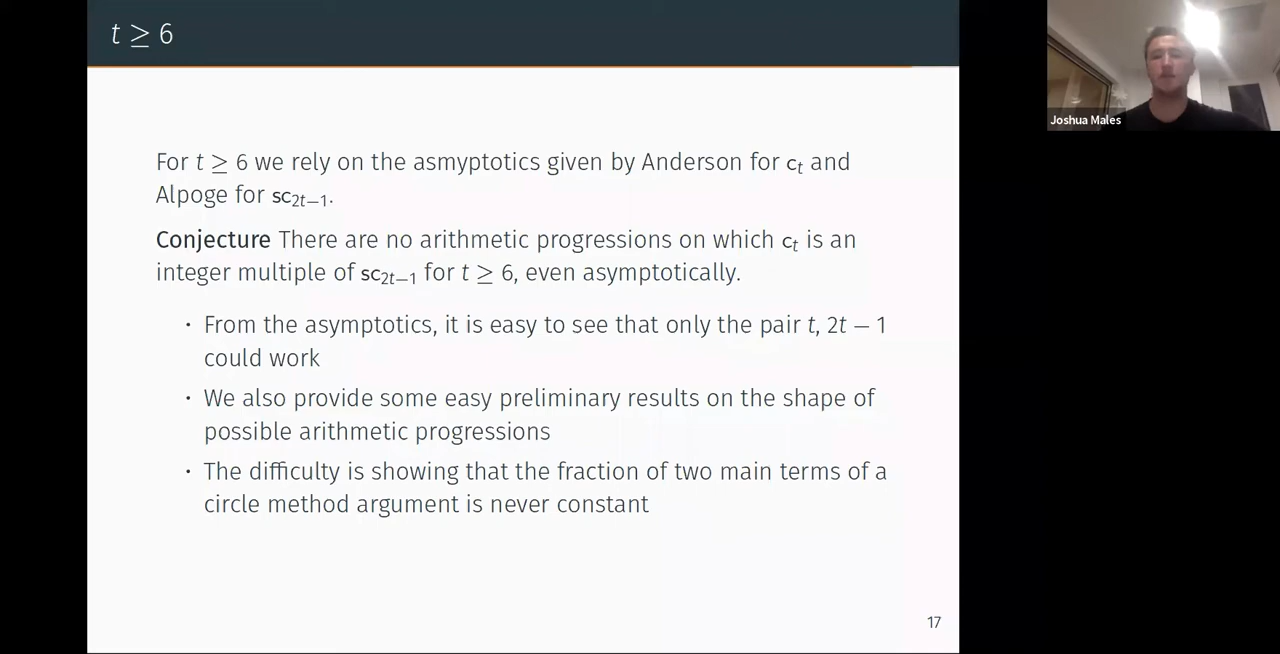 t ≥ 6
For t ≥ 6 we rely on the asmyptotics given by Anderson for c_t and
Alpoge for sc_{2t−1}.
Conjecture There are no arithmetic progressions on which c_t is an
integer multiple of sc_{2t−1} for t ≥ 6, even asymptotically.
· From the asymptotics, it is easy to see that only the pair t, 2t − 1
could work
· We also provide some easy preliminary results on the shape of
possible arithmetic progressions
· The difficulty is showing that the fraction of two main terms of a
circle method argument is never constant
17
Joshua Males